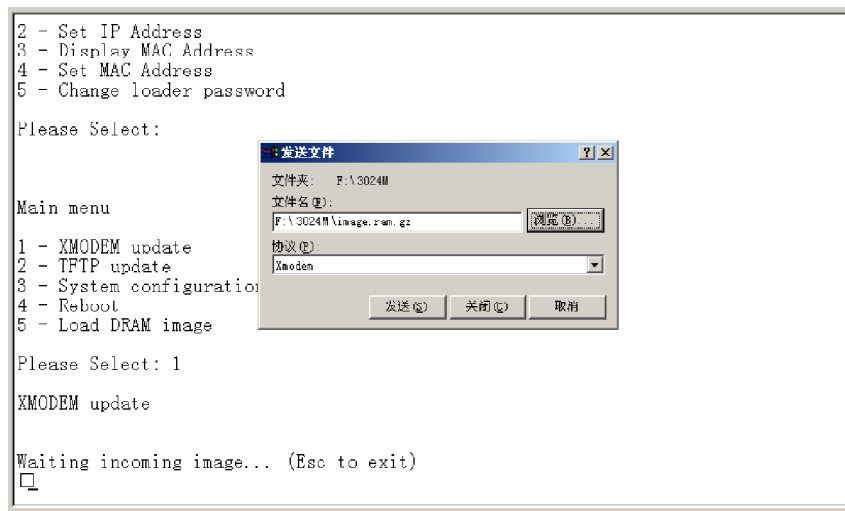 2 - Set IP Address
3 - Display MAC Address
4 - Set MAC Address
5 - Change loader password
Please Select:
发送文件
文件夹: F:\3024M
文件名(F):
F:\3024M\image.ram.gz
浏览(B)...
协议(P):
Xmodem
发送(S)
关闭(C)
取消
Main menu
1 - XMODEM update
2 - TFTP update
3 - System configuration
4 - Reboot
5 - Load DRAM image
Please Select: 1
XMODEM update
Waiting incoming image... (Esc to exit)